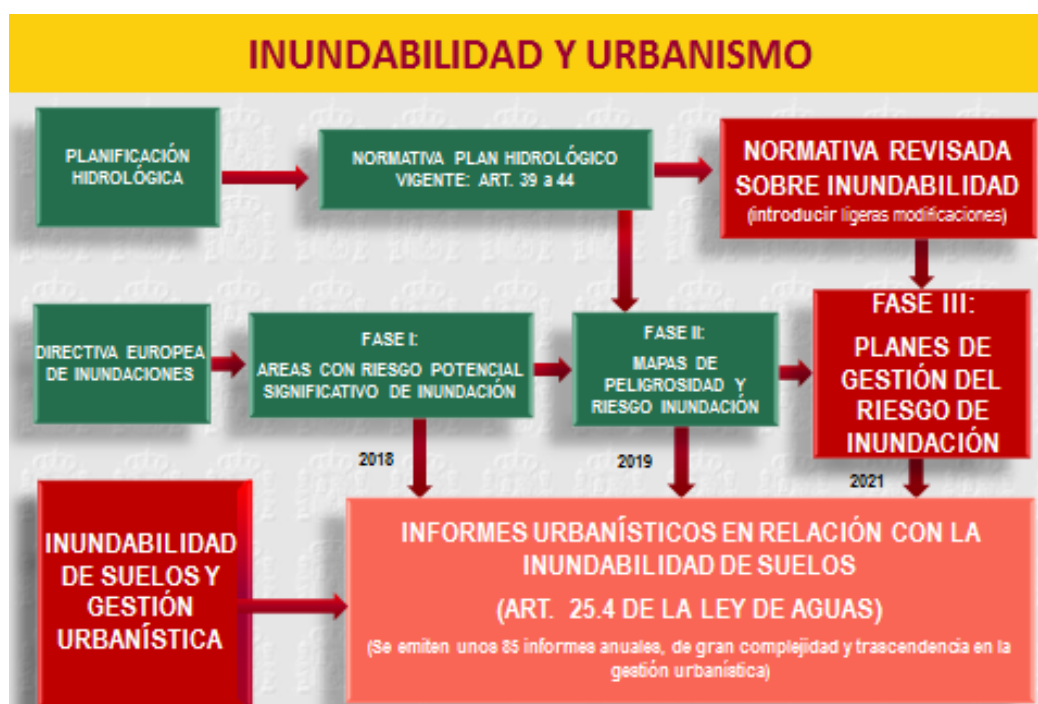 INUNDABILIDAD Y URBANISMO
PLANIFICACIÓN
HIDROLÓGICA
NORMATIVA PLAN HIDROLÓGICO
VIGENTE: ART. 39 a 44
NORMATIVA REVISADA
SOBRE INUNDABILIDAD
(introducir ligeras modificaciones)
DIRECTIVA EUROPEA
DE INUNDACIONES
FASE I:
AREAS CON RIESGO POTENCIAL
SIGNIFICATIVO DE INUNDACIÓN
FASE II:
MAPAS DE
PELIGROSIDAD Y
RIESGO INUNDACIÓN
FASE III:
PLANES DE
GESTIÓN DEL
RIESGO DE
INUNDACIÓN
2018
2019
2021
INUNDABILIDAD
DE SUELOS Y
GESTIÓN
URBANÍSTICA
INFORMES URBANÍSTICOS EN RELACIÓN CON LA
INUNDABILIDAD DE SUELOS
(ART. 25.4 DE LA LEY DE AGUAS)
(Se emiten unos 85 informes anuales, de gran complejidad y trascendencia en la
gestión urbanística)